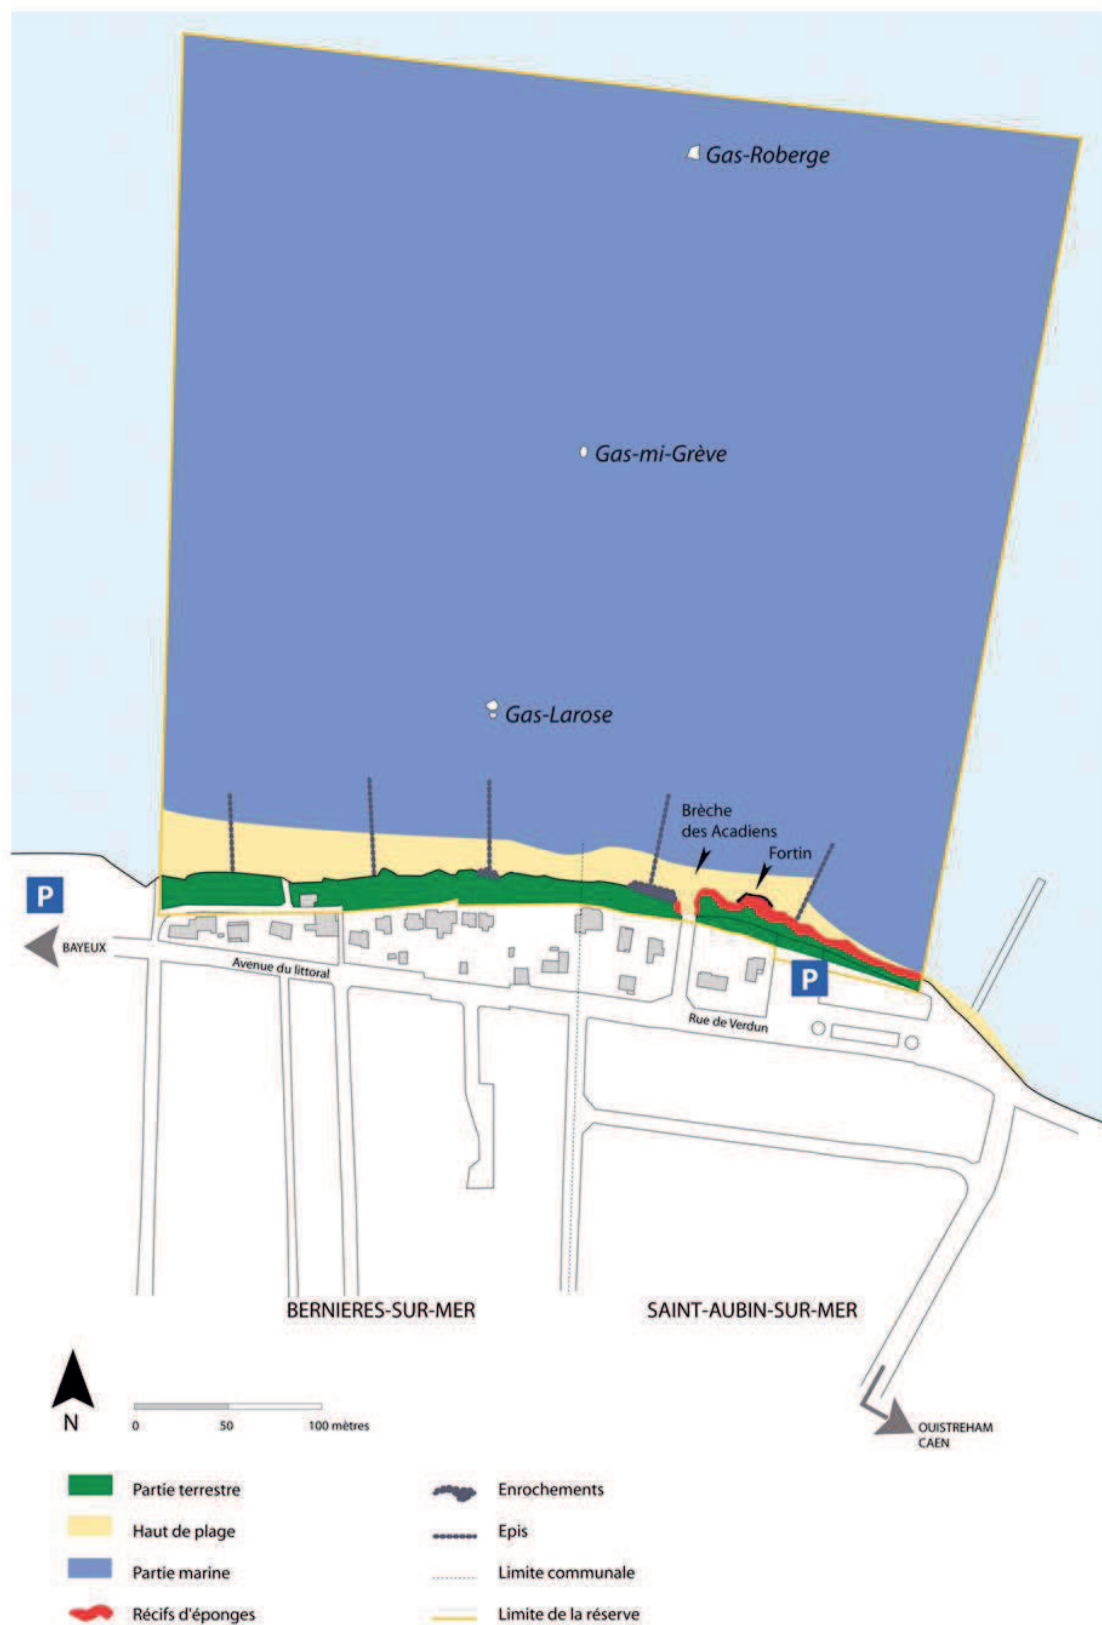 Gas-Roberge
Gas-mi-Grève
Gas-Larose
Brèche
des Acadiens
Fortin
P
BAYEUX
Avenue du littoral
P
Rue de Verdun
BERNIERES-SUR-MER
SAINT-AUBIN-SUR-MER
N
0 50 100 mètres
OUISTREHAM
CAEN
Partie terrestre
Haut de plage
Partie marine
Récifs d'éponges
Enrochements
Epis
Limite communale
Limite de la réserve